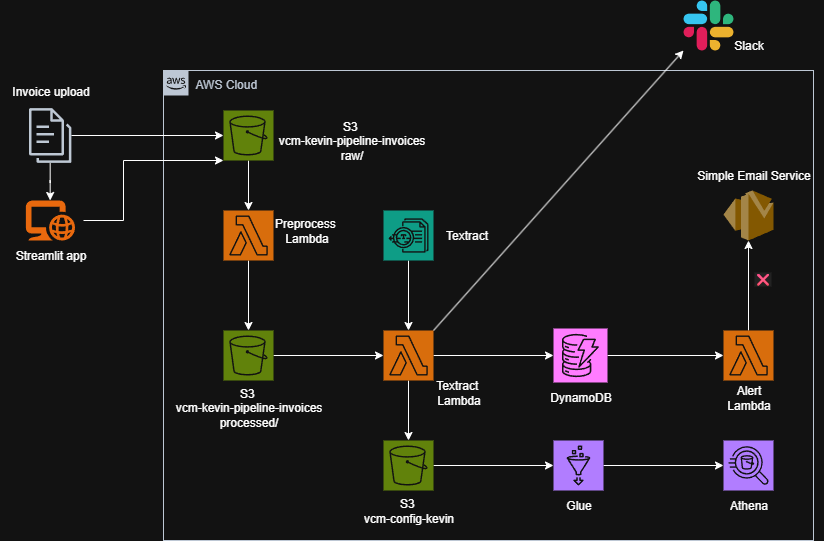 Slack
aws
AWS Cloud
Invoice upload
S3
vcm-kevin-pipeline-invoices
raw/
Simple Email Service
Preprocess
Lambda
Textract
Streamlit app
S3
vcm-kevin-pipeline-invoices
processed/
Textract
Lambda
DynamoDB
Alert
Lambda
S3
vcm-config-kevin
Glue
Athena